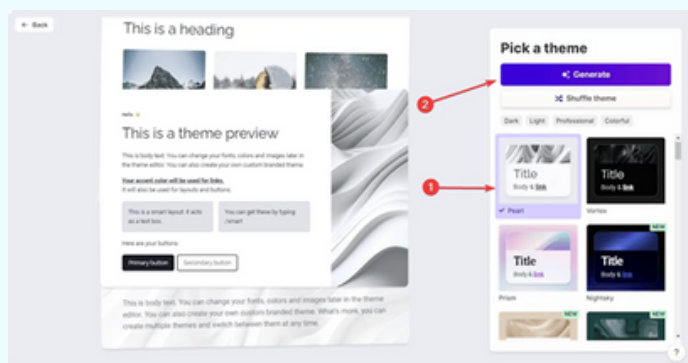 ← Back
This is a heading
Hello 👋
This is a theme preview
This is body text. You can change your fonts, colors and images later in
the theme editor. You can also create your own custom branded theme.
Your accent color will be used for links.
It will also be used for layouts and buttons.
This is a smart layout: it acts
as a text box.
You can get these by typing
/smart
Here are your buttons:
Primary button
Secondary button
This is body text. You can change your fonts, colors and images later in the theme
editor. You can also create your own custom branded theme. What's more, you can
create multiple themes and switch between them at any time.
Pick a theme
2
Generate
Shuffle theme
Dark
Light
Professional
Colorful
1
Title
Body & link
✓ Pearl
Title
Body & link
Vortex
Title
Body & link
Prism
NEW
Title
Body & link
Nightsky
NEW
NEW
?